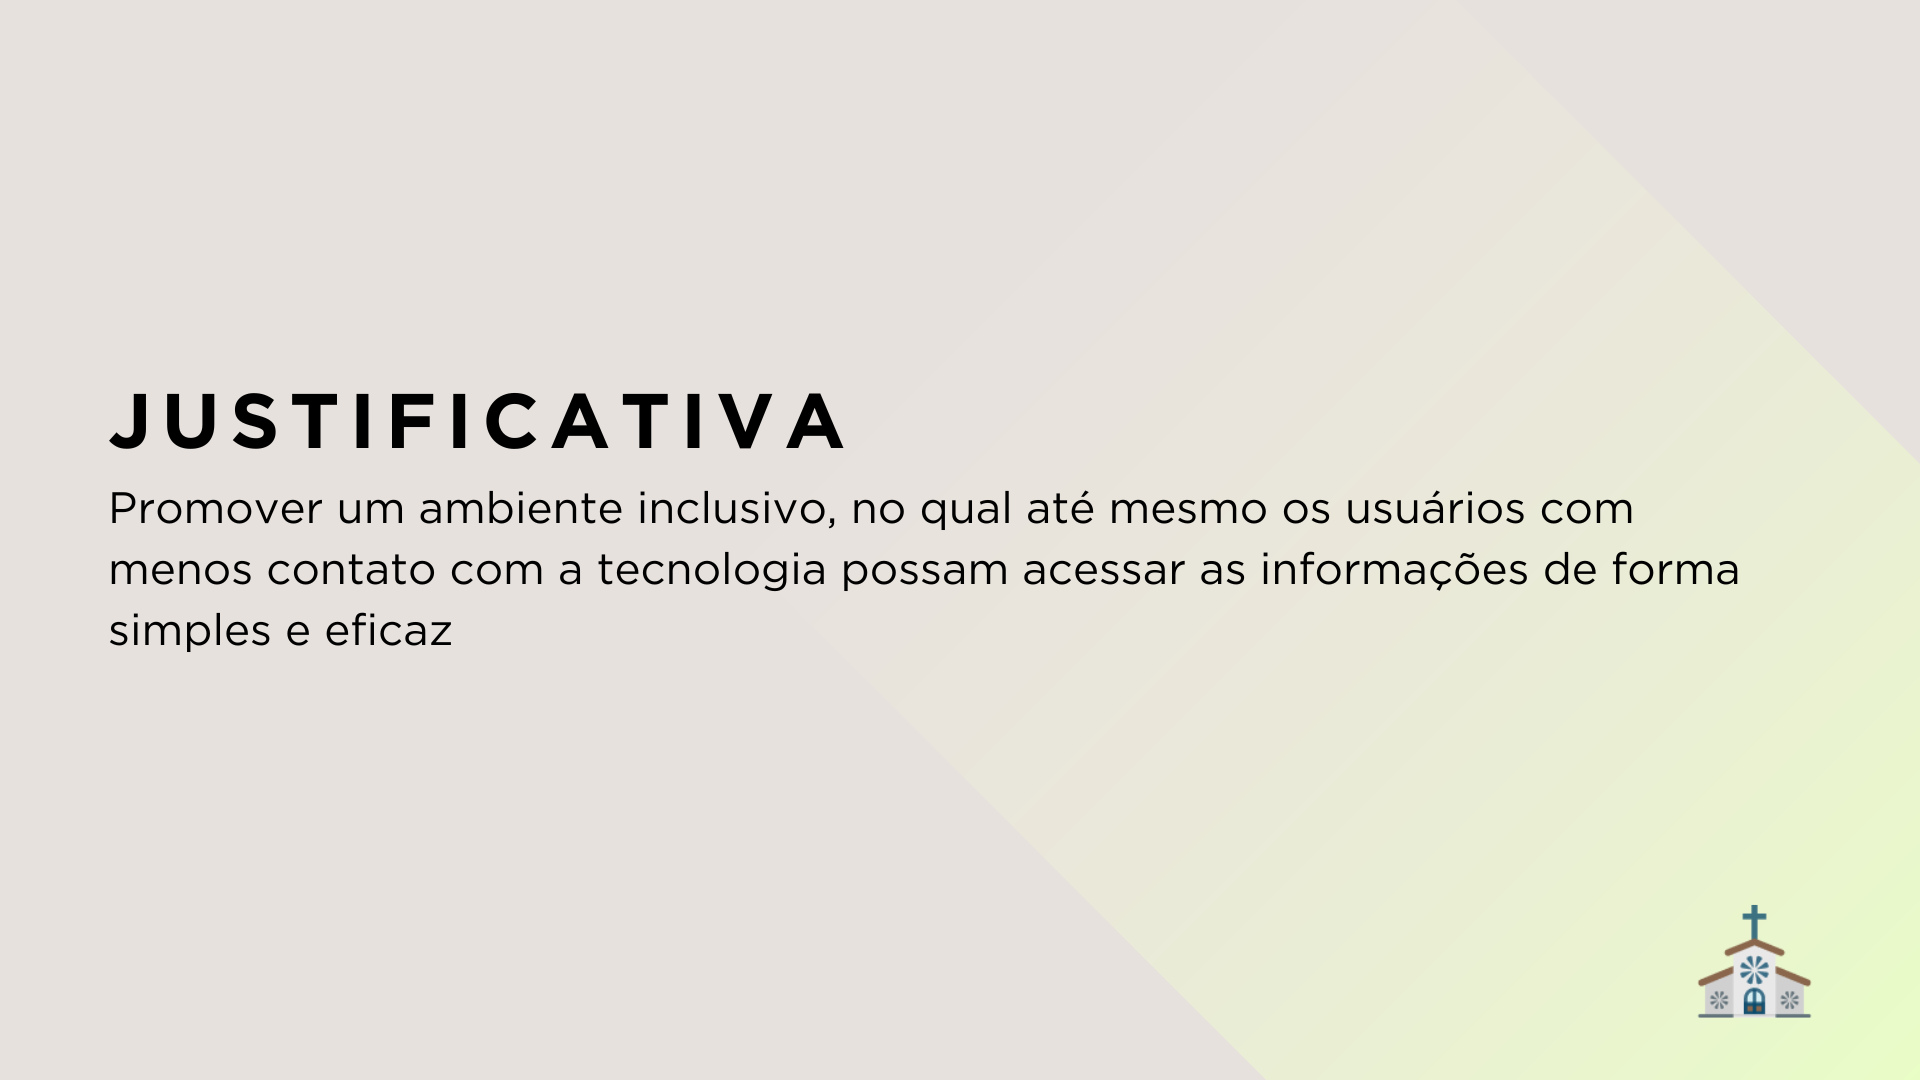 JUSTIFICATIVA
Promover um ambiente inclusivo, no qual até mesmo os usuários com
menos contato com a tecnologia possam acessar as informações de forma
simples e eficaz